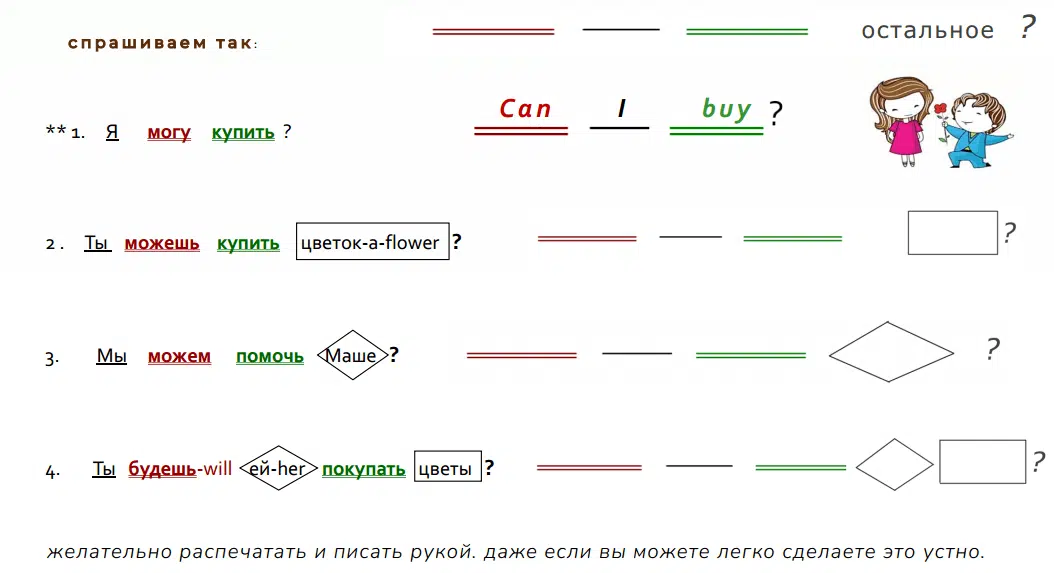 спрашиваем так: остальное ?
** 1. Я могу купить ? Can I buy ?
2. Ты можешь купить цветок-a-flower ? ?
3. Мы можем помочь Маше ? ?
4. Ты будешь-will ей-her покупать цветы ? ?
желательно распечатать и писать рукой. даже если вы можете легко сделаете это устно.